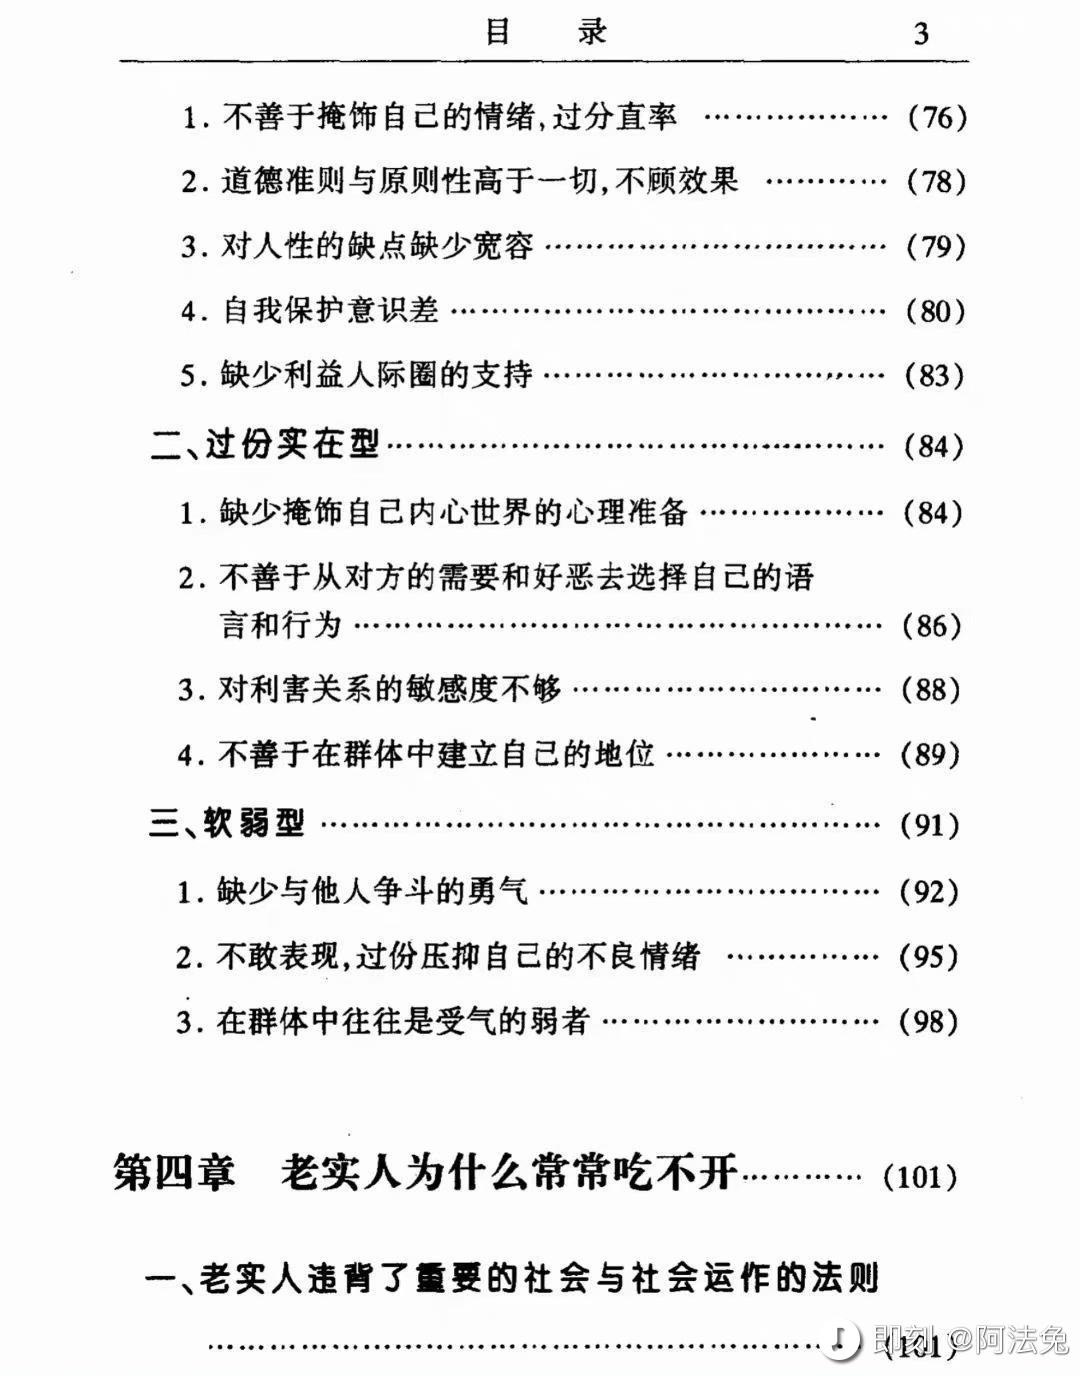 目 录 3
1. 不善于掩饰自己的情绪,过分直率 ……………… (76)
2. 道德准则与原则性高于一切,不顾效果 ………… (78)
3. 对人性的缺点缺少宽容 …………………………… (79)
4. 自我保护意识差 …………………………………… (80)
5. 缺少利益人际圈的支持 …………………………… (83)
二、过份实在型 ………………………………………… (84)
1. 缺少掩饰自己内心世界的心理准备 ……………… (84)
2. 不善于从对方的需要和好恶去选择自己的语
言和行为 …………………………………………… (86)
3. 对利害关系的敏感度不够 ………………………… (88)
4. 不善于在群体中建立自己的地位 ………………… (89)
三、软弱型 ……………………………………………… (91)
1. 缺少与他人争斗的勇气 …………………………… (92)
2. 不敢表现,过份压抑自己的不良情绪 …………… (95)
3. 在群体中往往是受气的弱者 ……………………… (98)
第四章 老实人为什么常常吃不开 ………… (101)
一、老实人违背了重要的社会与社会运作的法则
……………………………………………………… (101)
即刻 @阿法兔